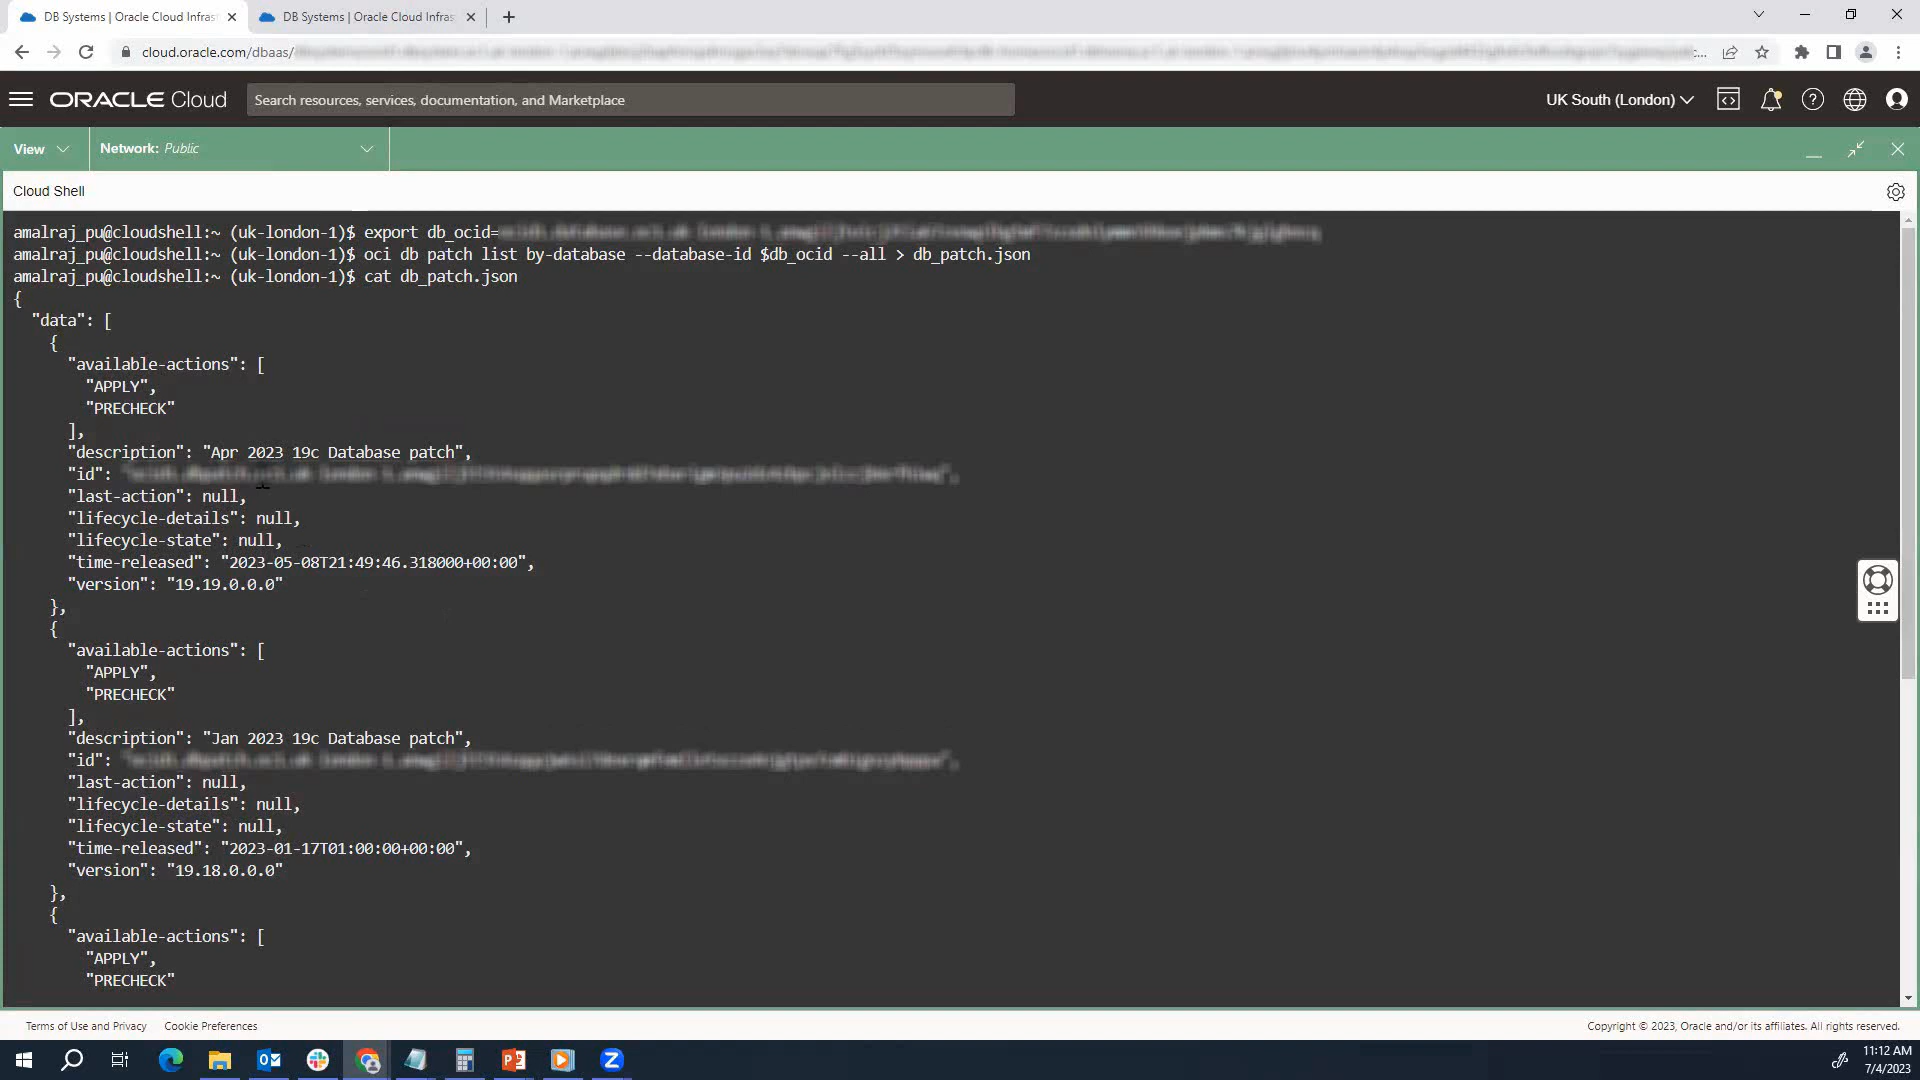 DB Systems | Oracle Cloud Infras
DB Systems | Oracle Cloud Infras
cloud.oracle.com/dbaas/
ORACLE Cloud
Search resources, services, documentation, and Marketplace
UK South (London)
View
Network: Public
Cloud Shell
amalraj_pu@cloudshell:~ (uk-london-1)$ export db_ocid=
amalraj_pu@cloudshell:~ (uk-london-1)$ oci db patch list by-database --database-id $db_ocid --all > db_patch.json
amalraj_pu@cloudshell:~ (uk-london-1)$ cat db_patch.json
{
"data": [
{
"available-actions": [
"APPLY",
"PRECHECK"
],
"description": "Apr 2023 19c Database patch",
"id":
"last-action": null,
"lifecycle-details": null,
"lifecycle-state": null,
"time-released": "2023-05-08T21:49:46.318000+00:00",
"version": "19.19.0.0.0"
},
{
"available-actions": [
"APPLY",
"PRECHECK"
],
"description": "Jan 2023 19c Database patch",
"id":
"last-action": null,
"lifecycle-details": null,
"lifecycle-state": null,
"time-released": "2023-01-17T01:00:00+00:00",
"version": "19.18.0.0.0"
},
{
"available-actions": [
"APPLY",
"PRECHECK"
Terms of Use and Privacy
Cookie Preferences
Copyright © 2023, Oracle and/or its affiliates. All rights reserved.
11:12 AM
7/4/2023